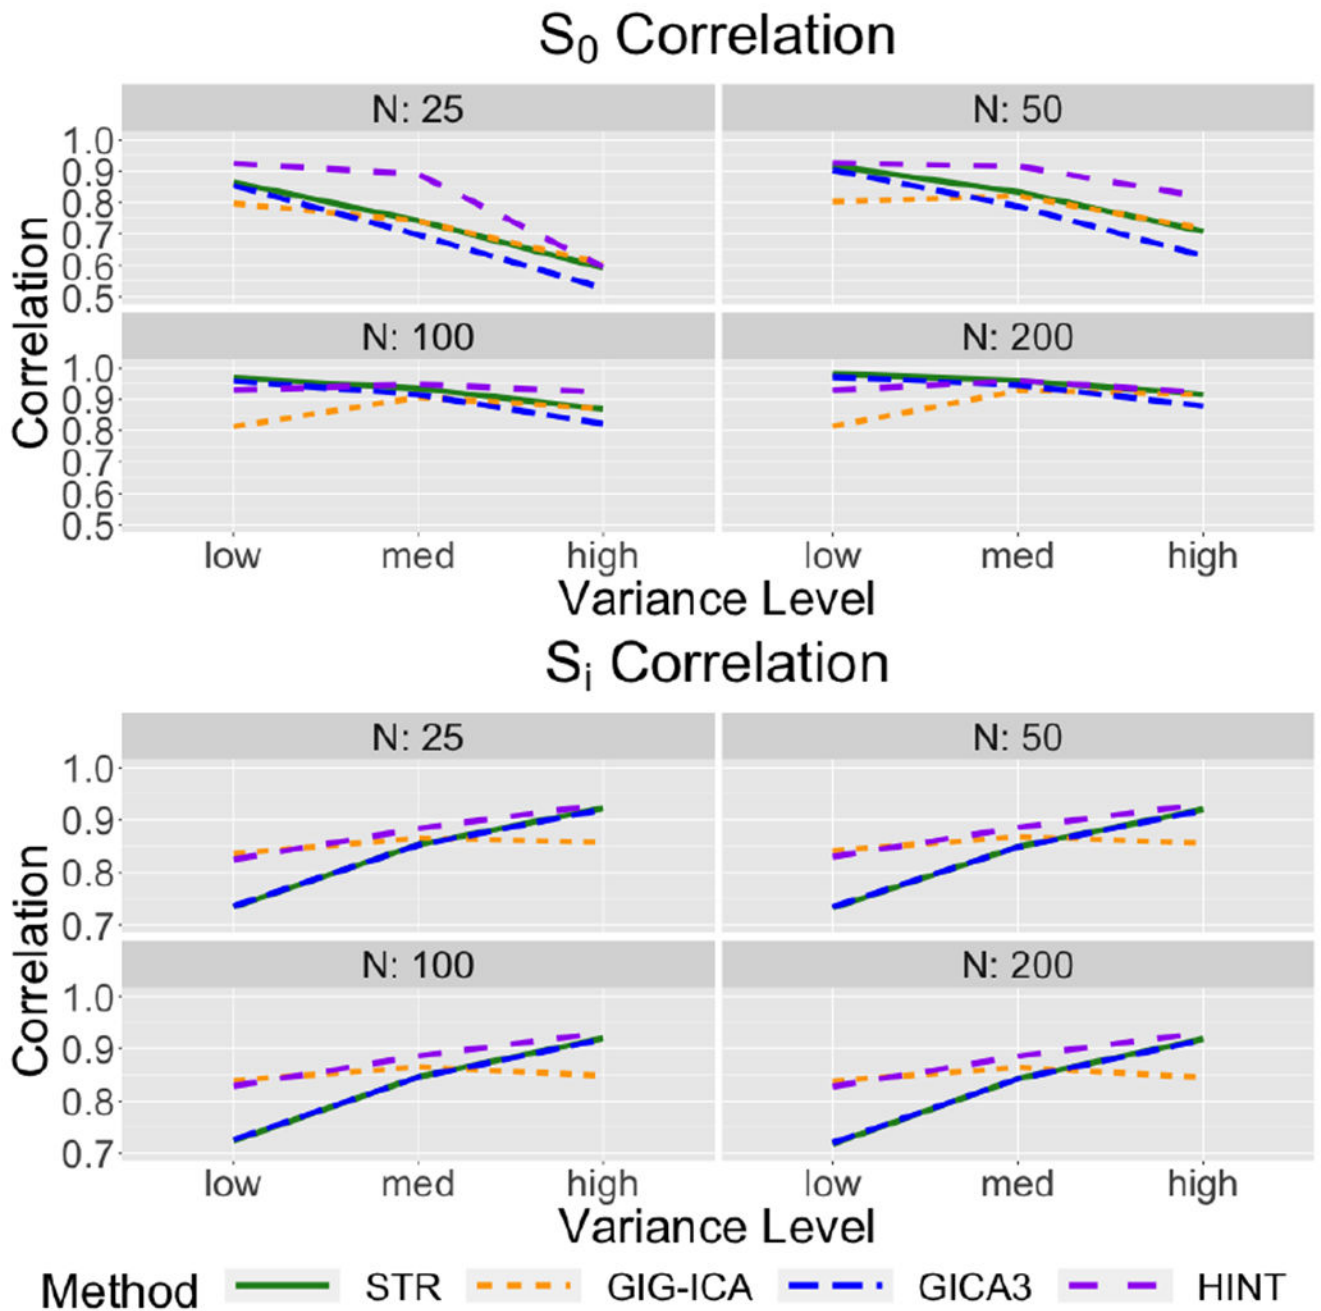 S₀ Correlation
N: 25 N: 50
1.0
0.9
0.8
0.7
0.6
0.5
N: 100 N: 200
1.0
0.9
0.8
0.7
0.6
0.5
Correlation
low med high low med high
Variance Level
Sᵢ Correlation
N: 25 N: 50
1.0
0.9
0.8
0.7
N: 100 N: 200
1.0
0.9
0.8
0.7
Correlation
low med high low med high
Variance Level
Method STR GIG-ICA GICA3 HINT